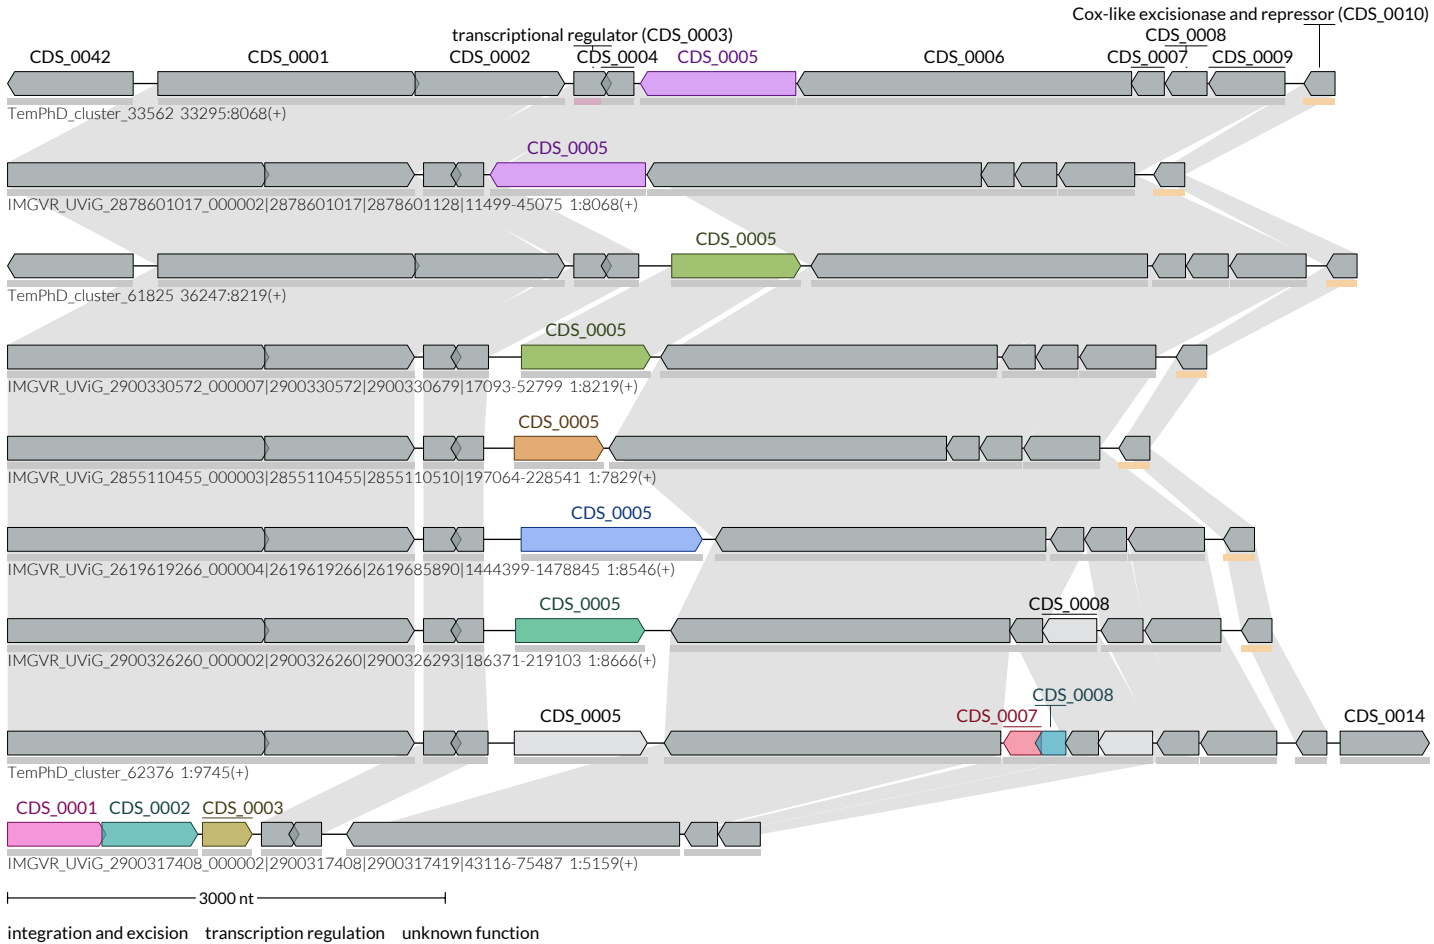 Cox-like excisionase and repressor (CDS_0010)
transcriptional regulator (CDS_0003) CDS_0008
CDS_0042 CDS_0001 CDS_0002 CDS_0004 CDS_0005 CDS_0006 CDS_0007 CDS_0009
TemPhD_cluster_33562 33295:8068(+)
CDS_0005
IMGVR_UViG_2878601017_000002|2878601017|2878601128|11499-45075 1:8068(+)
CDS_0005
TemPhD_cluster_61825 36247:8219(+)
CDS_0005
IMGVR_UViG_2900330572_000007|2900330572|2900330679|17093-52799 1:8219(+)
CDS_0005
IMGVR_UViG_2855110455_000003|2855110455|2855110510|197064-228541 1:7829(+)
CDS_0005
IMGVR_UViG_2619619266_000004|2619619266|2619685890|1444399-1478845 1:8546(+)
CDS_0005 CDS_0008
IMGVR_UViG_2900326260_000002|2900326260|2900326293|186371-219103 1:8666(+)
CDS_0008
CDS_0005 CDS_0007 CDS_0014
TemPhD_cluster_62376 1:9745(+)
CDS_0001 CDS_0002 CDS_0003
IMGVR_UViG_2900317408_000002|2900317408|2900317419|43116-75487 1:5159(+)
3000 nt
integration and excision transcription regulation unknown function